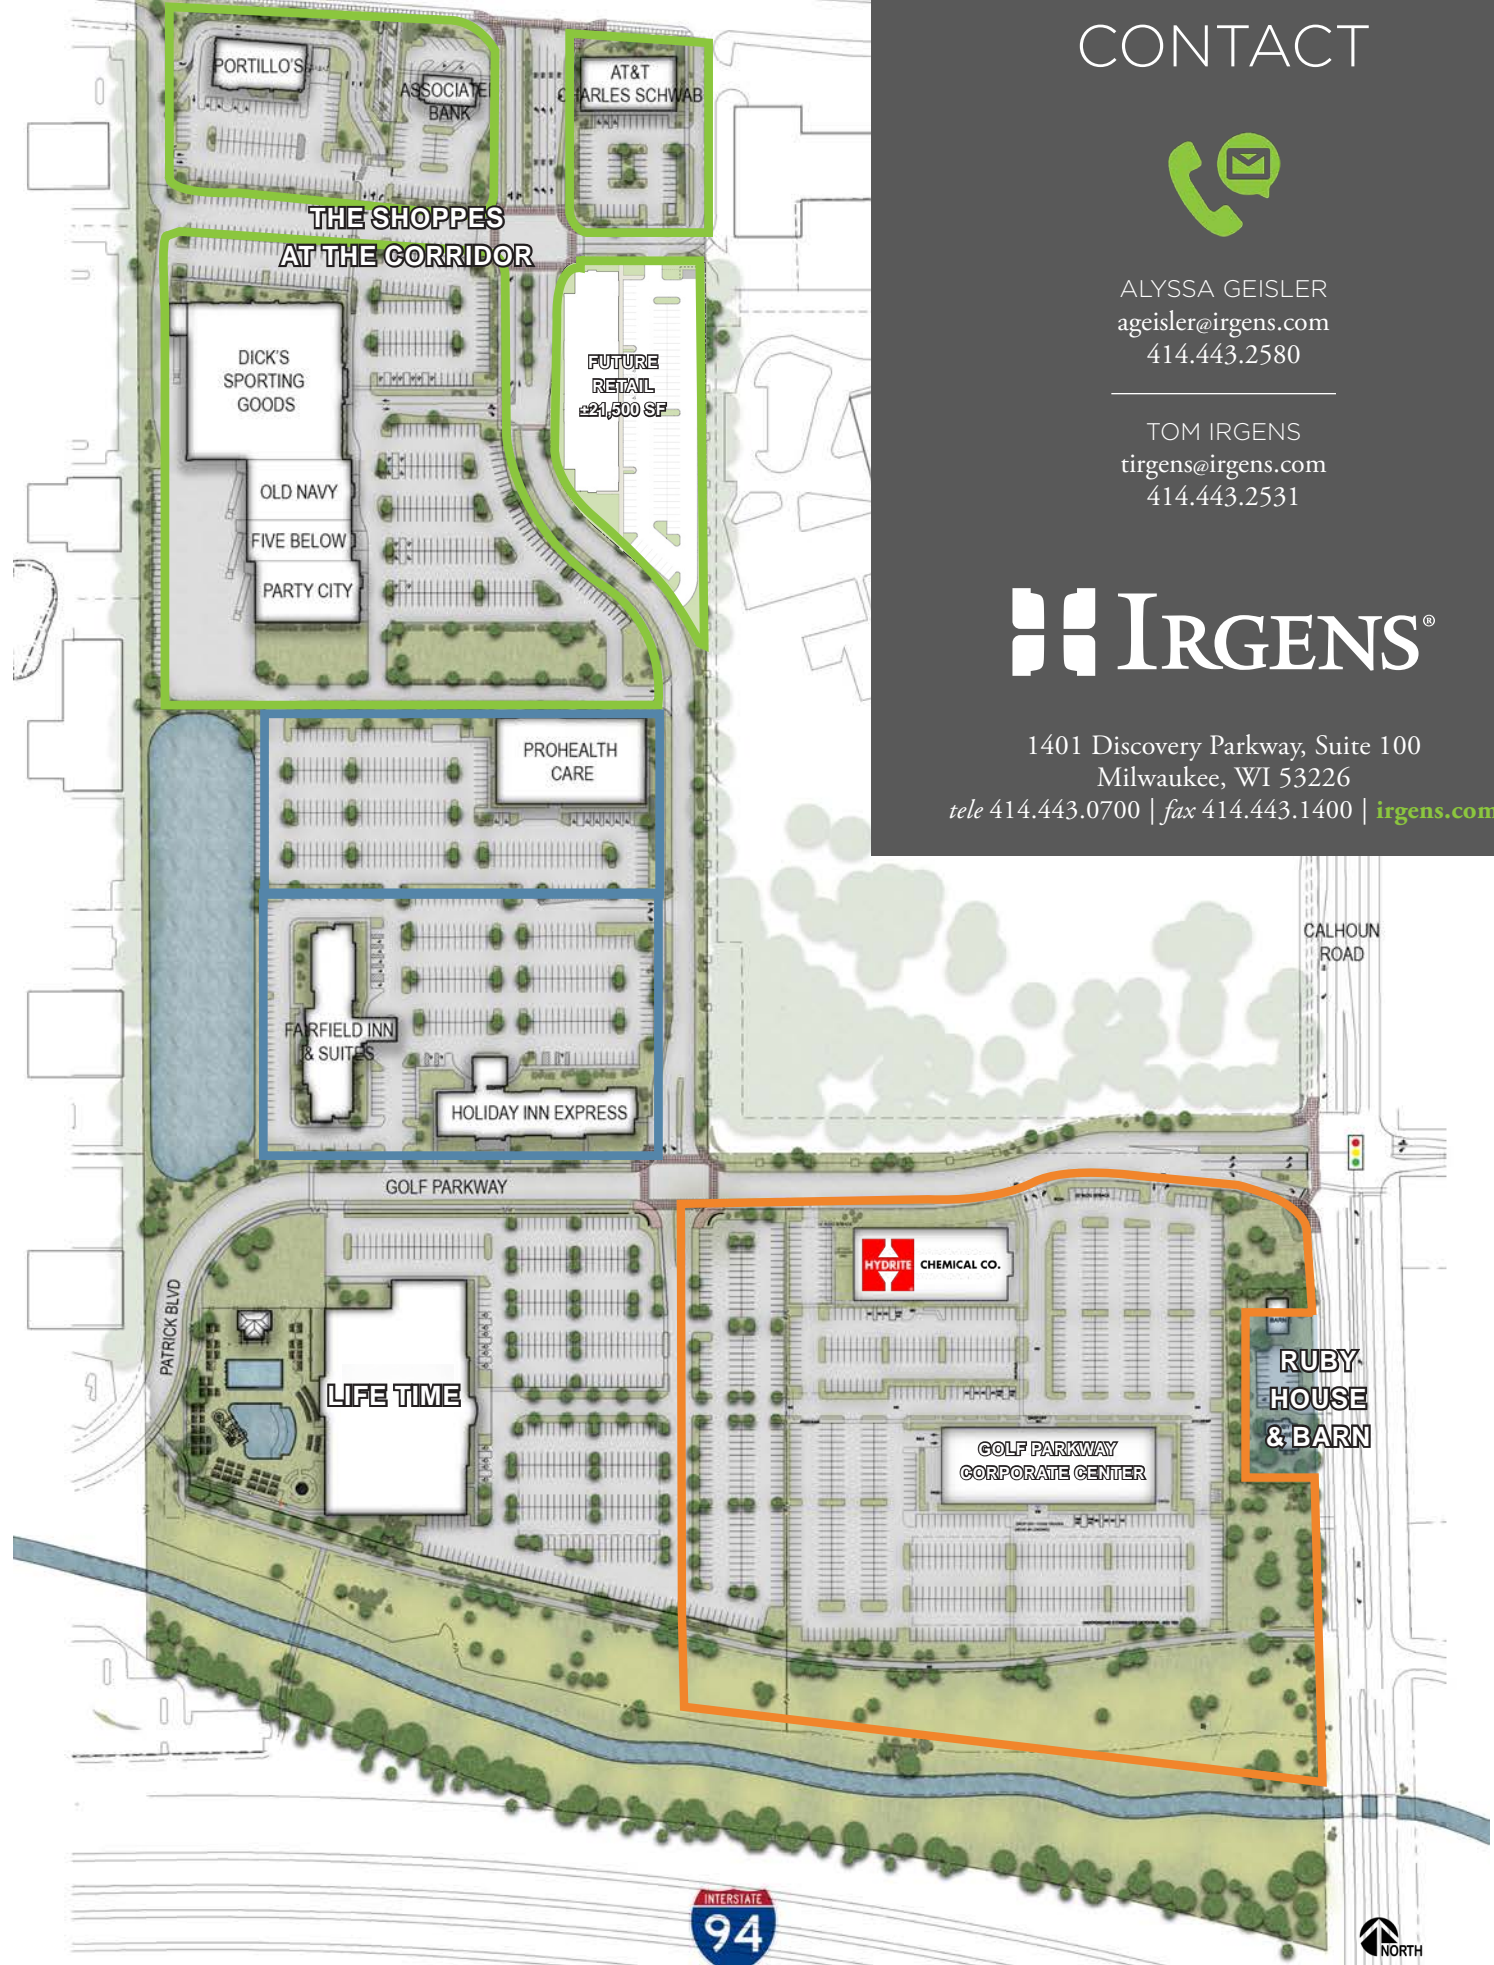 CONTACT
ALYSSA GEISLER
ageisler@irgens.com
414.443.2580
TOM IRGENS
tirgens@irgens.com
414.443.2531
IRGENS®
1401 Discovery Parkway, Suite 100
Milwaukee, WI 53226
tele 414.443.0700 | fax 414.443.1400 | irgens.com
PORTILLO'S
ASSOCIATE
BANK
AT&T
CHARLES SCHWAB
THE SHOPPES
AT THE CORRIDOR
DICK'S
SPORTING
GOODS
FUTURE
RETAIL
±21,500 SF
OLD NAVY
FIVE BELOW
PARTY CITY
PROHEALTH
CARE
CALHOUN
ROAD
FAIRFIELD INN
& SUITES
HOLIDAY INN EXPRESS
GOLF PARKWAY
PATRICK BLVD
HYDRITE
CHEMICAL CO.
BARN
LIFE TIME
RUBY
HOUSE
& BARN
GOLF PARKWAY
CORPORATE CENTER
INTERSTATE
94
NORTH